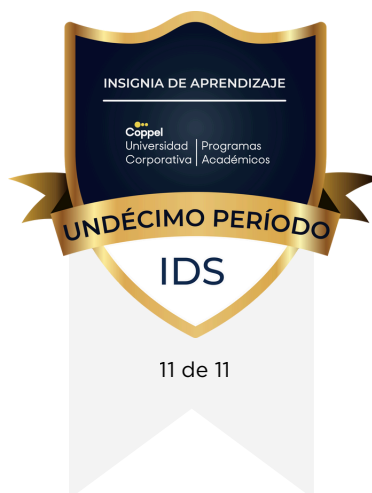 INSIGNIA DE APRENDIZAJE
Coppel
Universidad | Programas
Corporativa | Académicos
UNDÉCIMO PERÍODO
IDS
11 de 11